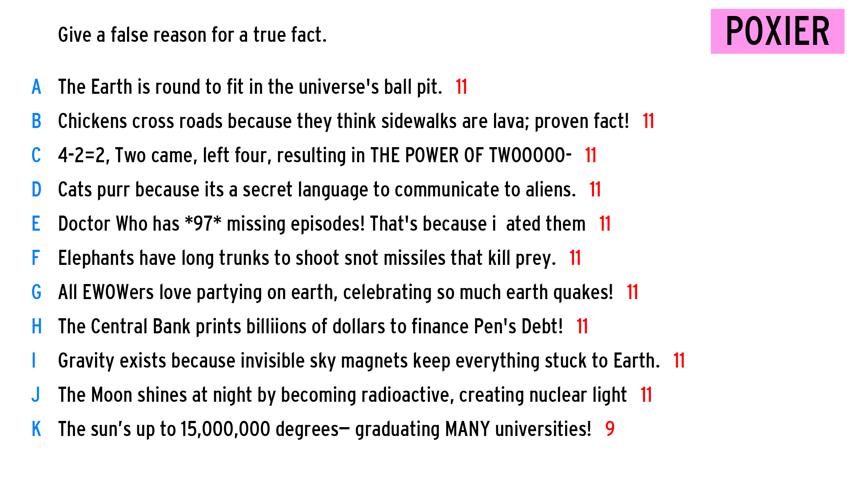 Give a false reason for a true fact.
POXIER
A The Earth is round to fit in the universe's ball pit. 11
B Chickens cross roads because they think sidewalks are lava; proven fact! 11
C 4-2=2, Two came, left four, resulting in THE POWER OF TWOOOOO- 11
D Cats purr because its a secret language to communicate to aliens. 11
E Doctor Who has *97* missing episodes! That's because i  ated them 11
F Elephants have long trunks to shoot snot missiles that kill prey. 11
G All EWOWers love partying on earth, celebrating so much earth quakes! 11
H The Central Bank prints billiions of dollars to finance Pen's Debt! 11
I Gravity exists because invisible sky magnets keep everything stuck to Earth. 11
J The Moon shines at night by becoming radioactive, creating nuclear light 11
K The sun’s up to 15,000,000 degrees— graduating MANY universities! 9